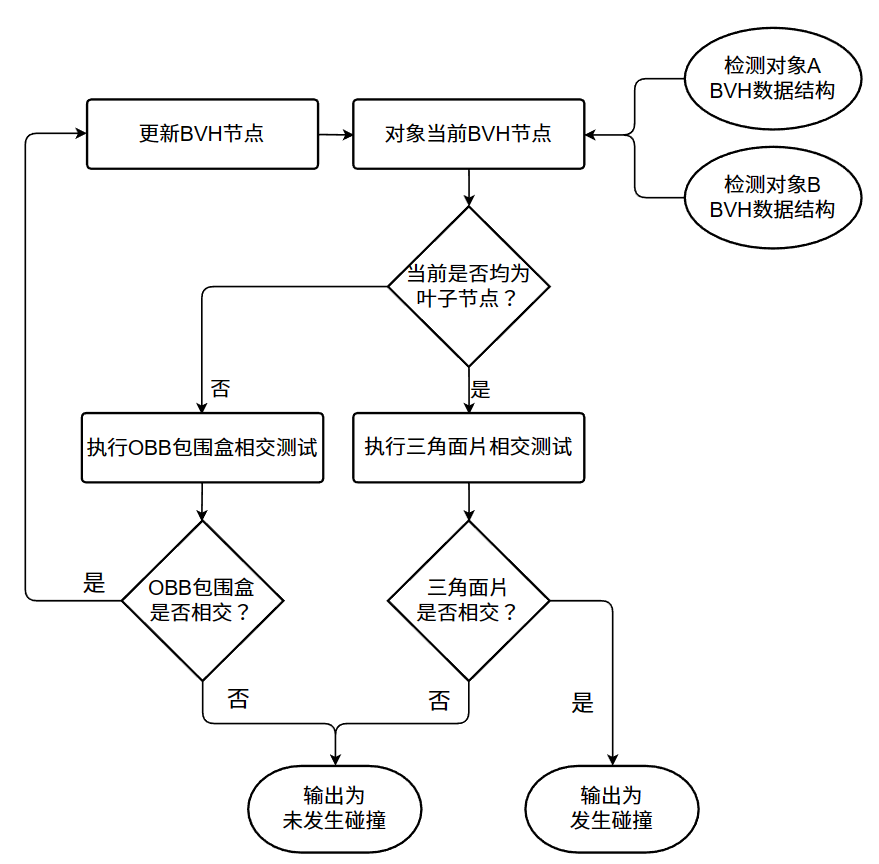 检测对象A
BVH数据结构
更新BVH节点
对象当前BVH节点
检测对象B
BVH数据结构
当前是否均为
叶子节点？
否
是
执行OBB包围盒相交测试
执行三角面片相交测试
是
OBB包围盒
是否相交？
三角面片
是否相交？
否
否
是
输出为
未发生碰撞
输出为
发生碰撞